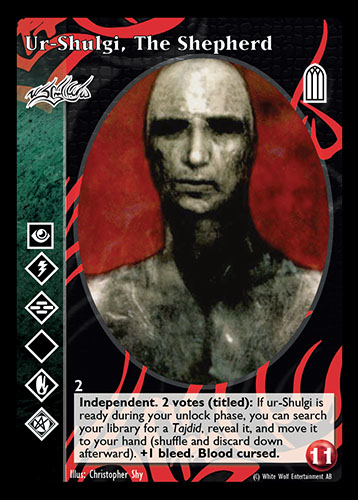 Ur-Shulgi, The Shepherd
2
Independent. 2 votes (titled): If ur-Shulgi is
ready during your unlock phase, you can search
your library for a Tajdid, reveal it, and move it
to your hand (shuffle and discard down
afterward). +1 bleed. Blood cursed.
11
Illus: Christopher Shy
(C) White Wolf Entertainment AB